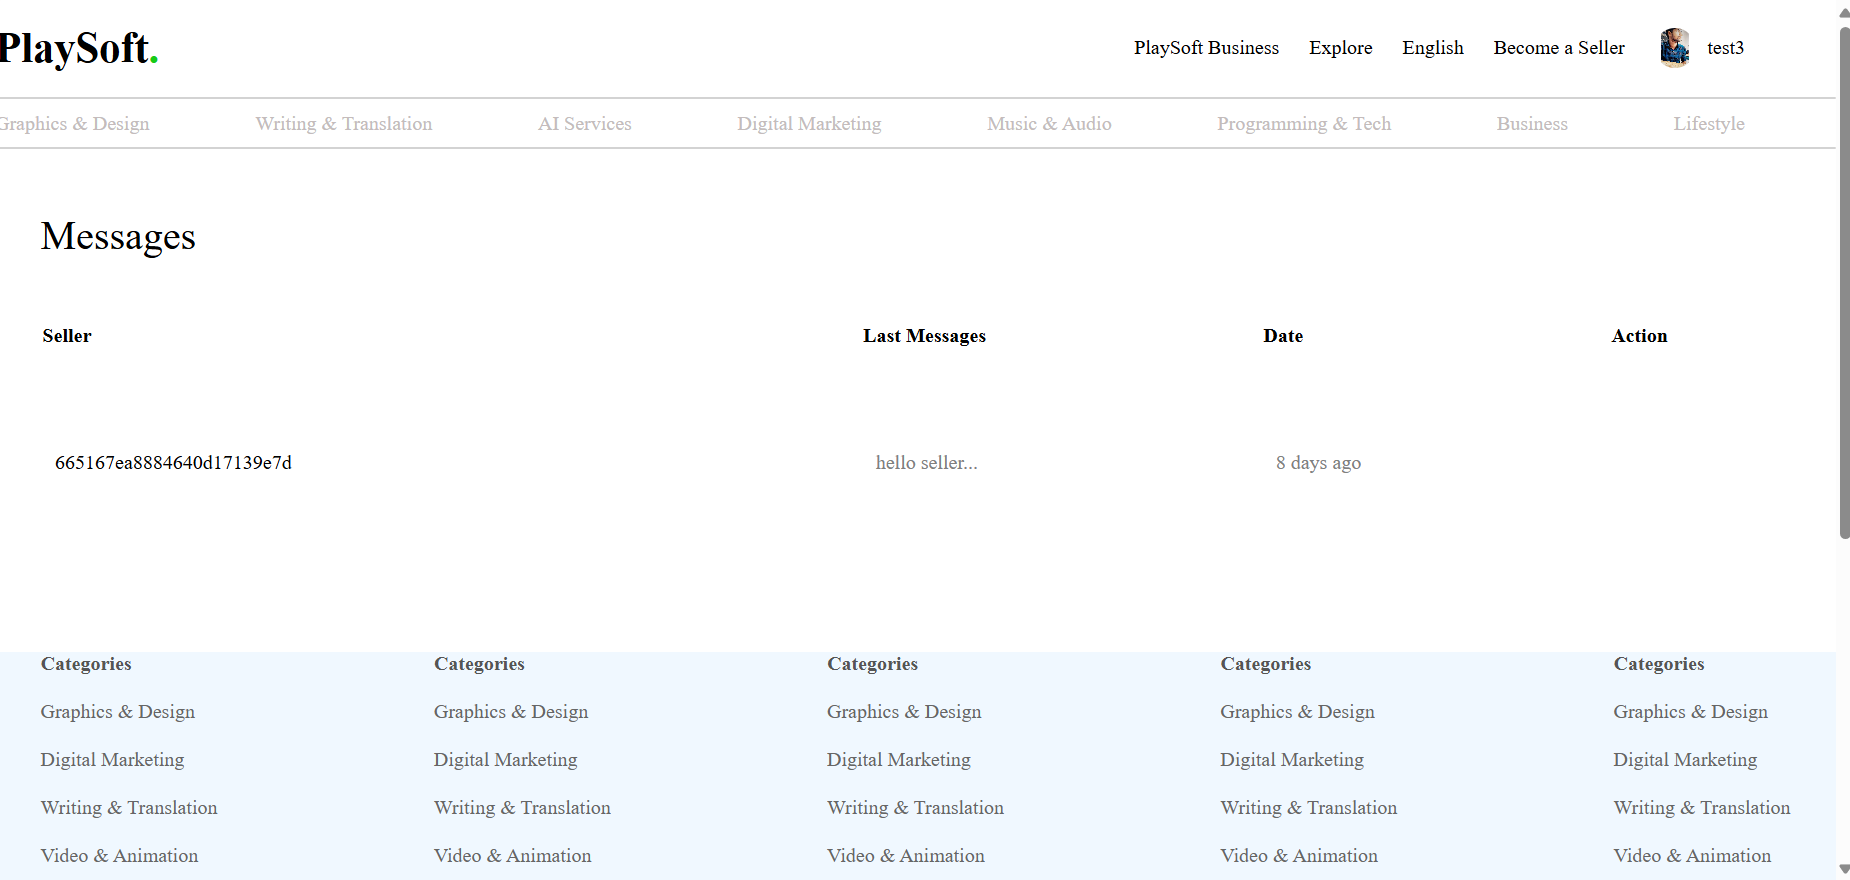 PlaySoft.
PlaySoft Business Explore English Become a Seller test3
Graphics & Design Writing & Translation AI Services Digital Marketing Music & Audio Programming & Tech Business Lifestyle
Messages
Seller Last Messages Date Action
665167ea8884640d17139e7d hello seller... 8 days ago
Categories Categories Categories Categories Categories
Graphics & Design Graphics & Design Graphics & Design Graphics & Design Graphics & Design
Digital Marketing Digital Marketing Digital Marketing Digital Marketing Digital Marketing
Writing & Translation Writing & Translation Writing & Translation Writing & Translation Writing & Translation
Video & Animation Video & Animation Video & Animation Video & Animation Video & Animation